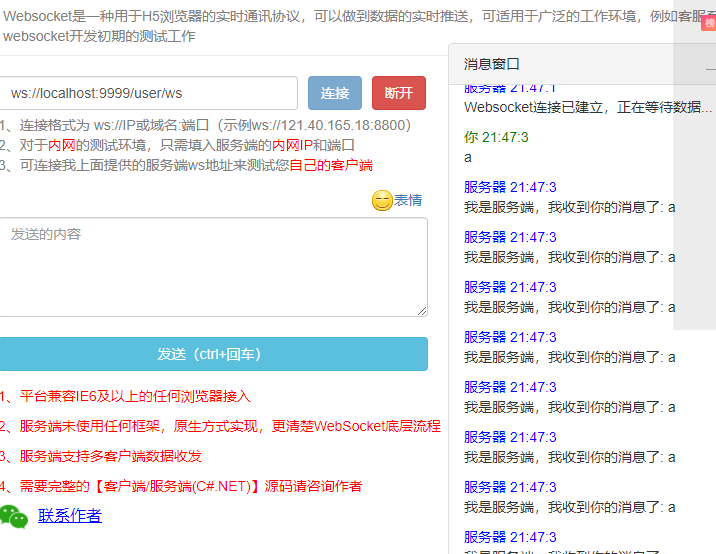 Websocket是一种用于H5浏览器的实时通讯协议，可以做到数据的实时推送，可适用于广泛的工作环境，例如客服系
websocket开发初期的测试工作
ws://localhost:9999/user/ws
连接
断开
1、连接格式为 ws://IP或域名:端口（示例ws://121.40.165.18:8800）
2、对于内网的测试环境，只需填入服务端的内网IP和端口
3、可连接我上面提供的服务端ws地址来测试您自己的客户端
表情
发送的内容
发送（ctrl+回车）
1、平台兼容IE6及以上的任何浏览器接入
2、服务端未使用任何框架，原生方式实现，更清楚WebSocket底层流程
3、服务端支持多客户端数据收发
4、需要完整的【客户端/服务端(C#.NET)】源码请咨询作者
联系作者
榜
消息窗口
服务器 21:47:1
Websocket连接已建立，正在等待数据...
你 21:47:3
a
服务器 21:47:3
我是服务端，我收到你的消息了: a
服务器 21:47:3
我是服务端，我收到你的消息了: a
服务器 21:47:3
我是服务端，我收到你的消息了: a
服务器 21:47:3
我是服务端，我收到你的消息了: a
服务器 21:47:3
我是服务端，我收到你的消息了: a
服务器 21:47:3
我是服务端，我收到你的消息了: a
服务器 21:47:3
我是服务端，我收到你的消息了: a
服务器 21:47:3